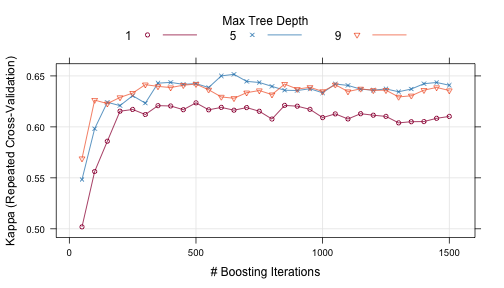 Max Tree Depth
1 5 9
Kappa (Repeated Cross-Validation)
0.65
0.60
0.55
0.50
0 500 1000 1500
# Boosting Iterations